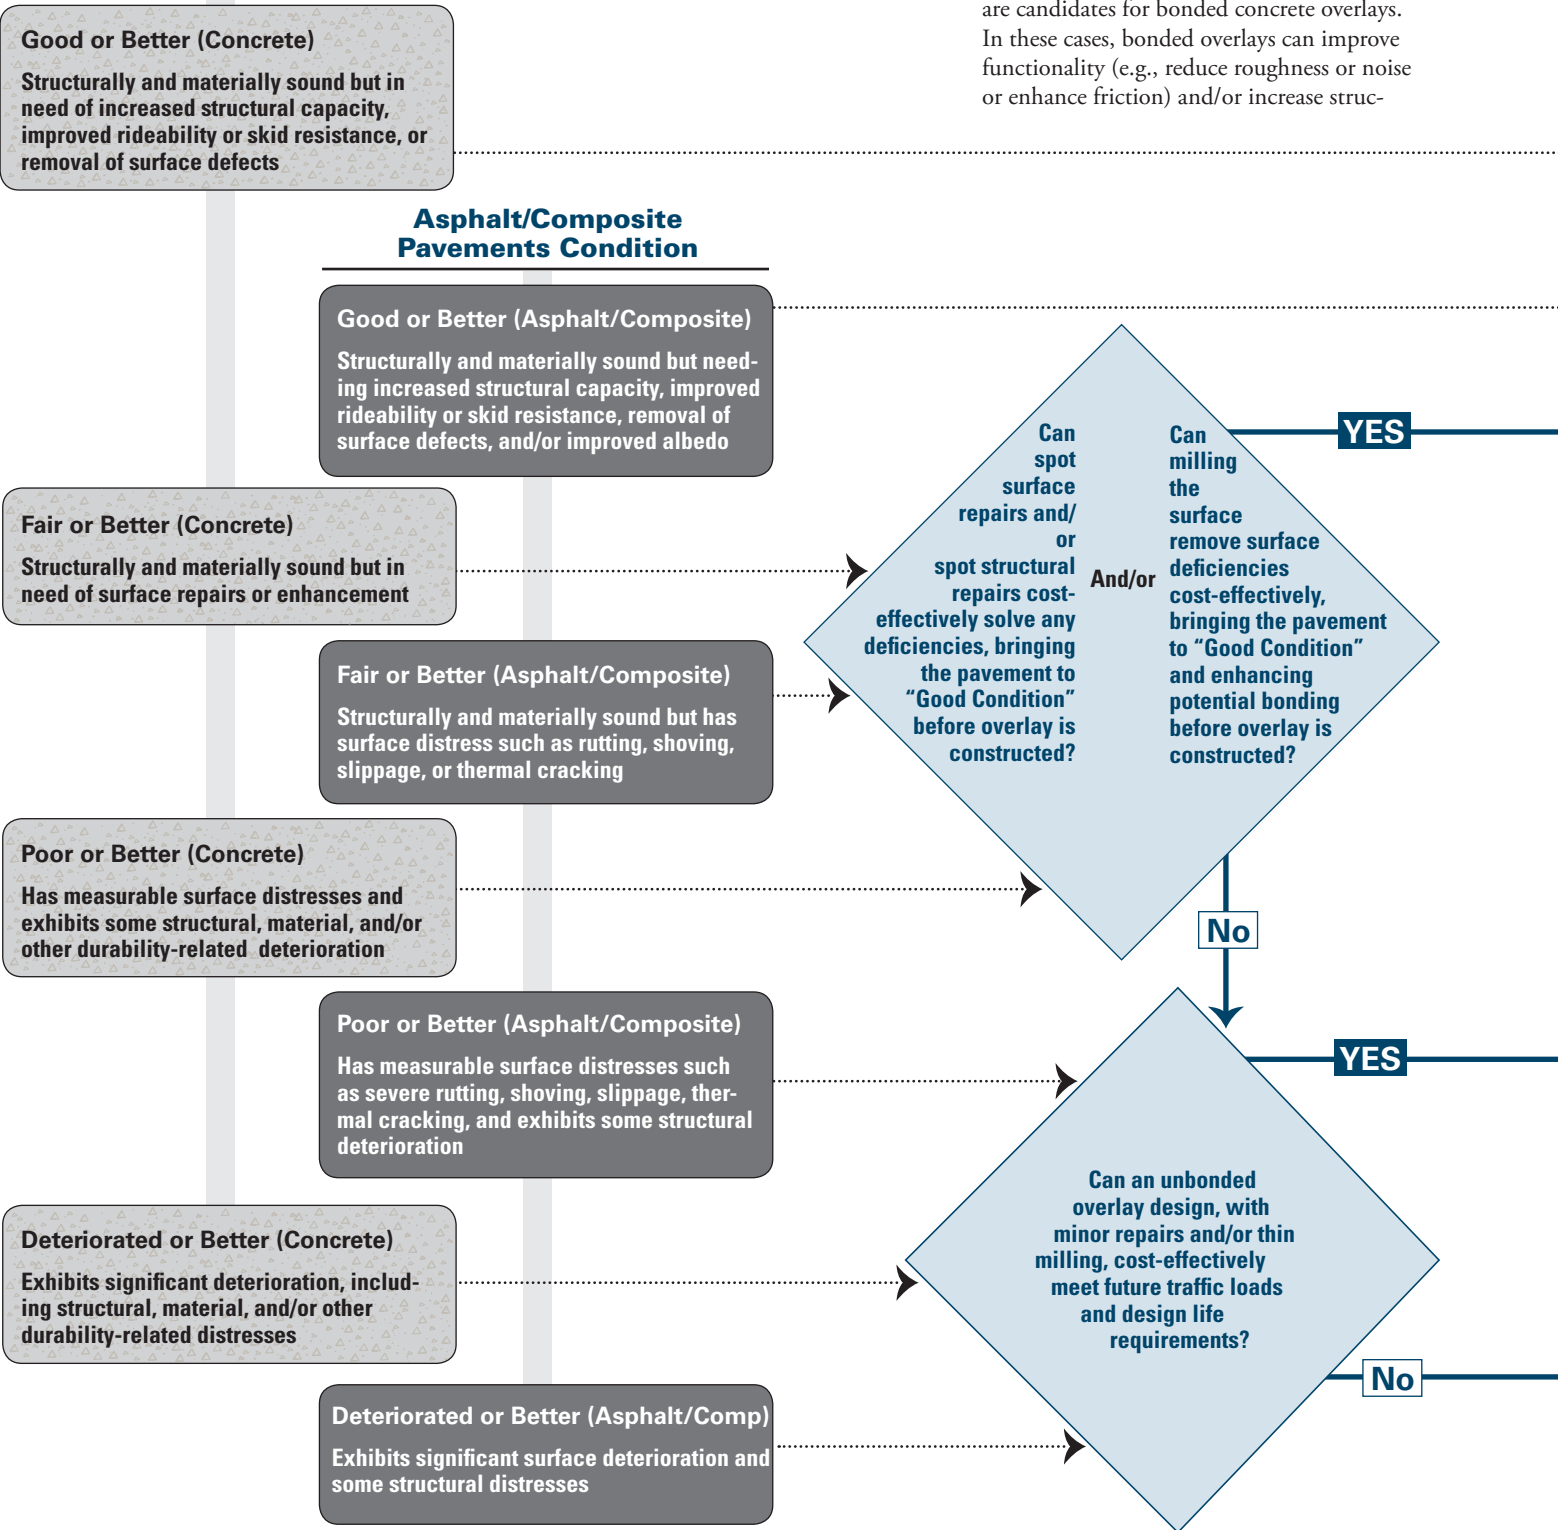 are candidates for bonded concrete overlays.
In these cases, bonded overlays can improve
functionality (e.g., reduce roughness or noise
or enhance friction) and/or increase struc-
Good or Better (Concrete)
Structurally and materially sound but in
need of increased structural capacity,
improved rideability or skid resistance, or
removal of surface defects
Asphalt/Composite
Pavements Condition
Good or Better (Asphalt/Composite)
Structurally and materially sound but need-
ing increased structural capacity, improved
rideability or skid resistance, removal of
surface defects, and/or improved albedo
Fair or Better (Concrete)
Structurally and materially sound but in
need of surface repairs or enhancement
Fair or Better (Asphalt/Composite)
Structurally and materially sound but has
surface distress such as rutting, shoving,
slippage, or thermal cracking
Can
spot
surface
repairs and/
or
spot structural
repairs cost-
effectively solve any
deficiencies, bringing
the pavement to
“Good Condition”
before overlay is
constructed?
And/or
Can
milling
the
surface
remove surface
deficiencies
cost-effectively,
bringing the pavement
to “Good Condition”
and enhancing
potential bonding
before overlay is
constructed?
YES
No
Poor or Better (Concrete)
Has measurable surface distresses and
exhibits some structural, material, and/or
other durability-related deterioration
Poor or Better (Asphalt/Composite)
Has measurable surface distresses such
as severe rutting, shoving, slippage, ther-
mal cracking, and exhibits some structural
deterioration
Deteriorated or Better (Concrete)
Exhibits significant deterioration, includ-
ing structural, material, and/or other
durability-related distresses
Deteriorated or Better (Asphalt/Comp)
Exhibits significant surface deterioration and
some structural distresses
Can an unbonded
overlay design, with
minor repairs and/or thin
milling, cost-effectively
meet future traffic loads
and design life
requirements?
YES
No